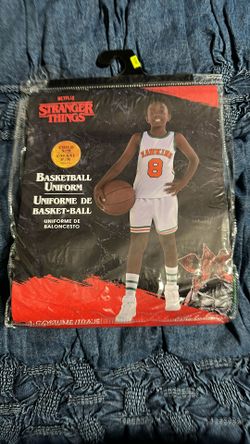 NETFLIX
STRANGER
THINGS
CHILD
BASKETBALL
UNIFORM
UNIFORME DE
BASKET-BALL
UNIFORME DE
BALONCESTO
HAWKINS
8